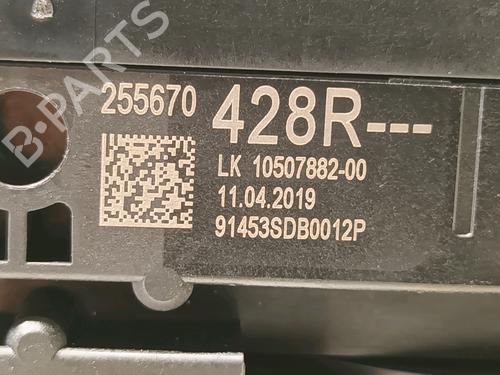 B-PARTS
255670 428R---
LK 10507882-00
11.04.2019
91453SDB0012P